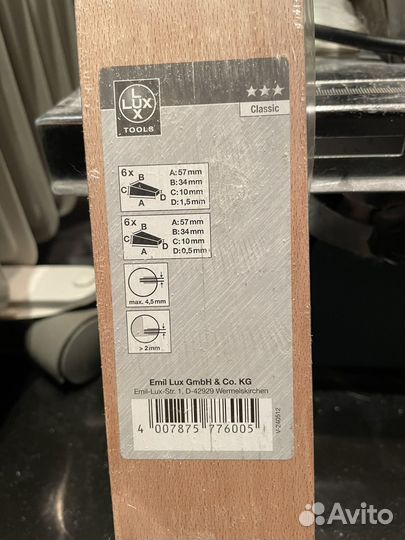 LUX
LUX
TOOLS
★★★
Classic
6x
B
C
D
A
A: 57 mm
B: 34 mm
C: 10 mm
D: 1,5 mm
6x
B
C
D
A
A: 57 mm
B: 34 mm
C: 10 mm
D: 0,5 mm
max. 4,5 mm
> 2 mm
Emil Lux GmbH & Co. KG
Emil-Lux-Str. 1, D-42929 Wermelskirchen
4 007875 776005
V-240512
Avito